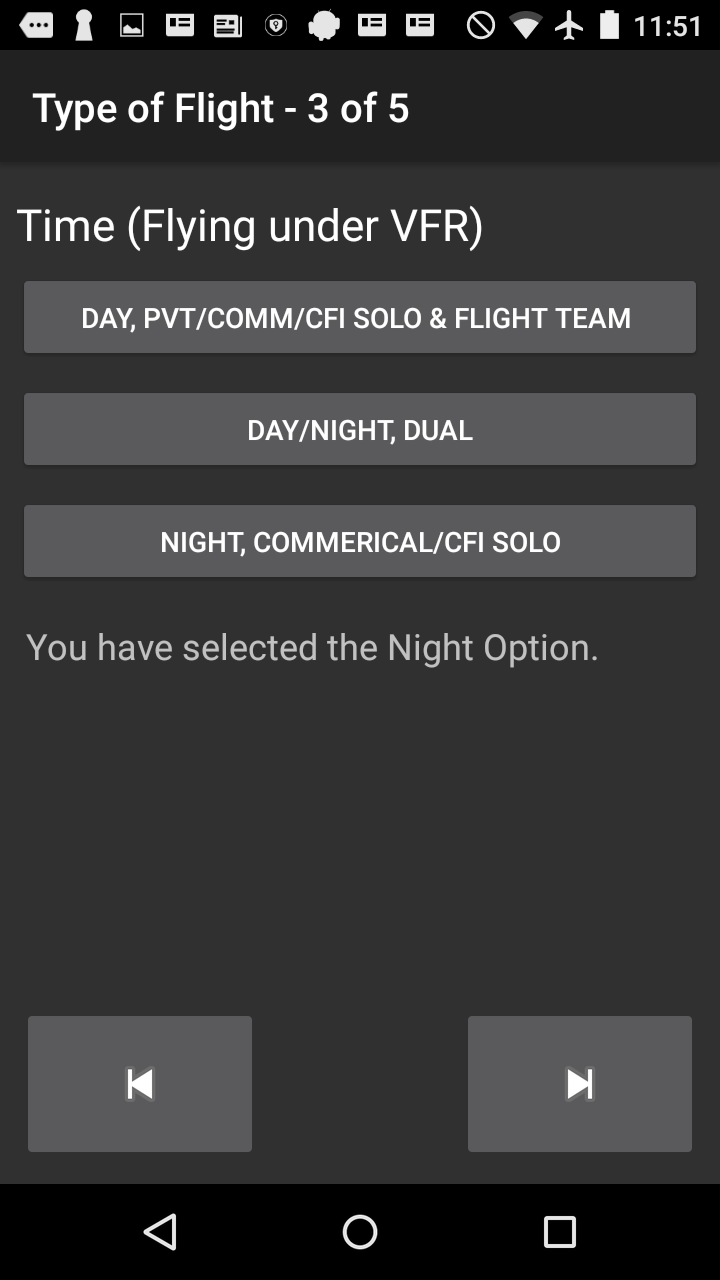 11:51
Type of Flight - 3 of 5
Time (Flying under VFR)
DAY, PVT/COMM/CFI SOLO & FLIGHT TEAM
DAY/NIGHT, DUAL
NIGHT, COMMERICAL/CFI SOLO
You have selected the Night Option.